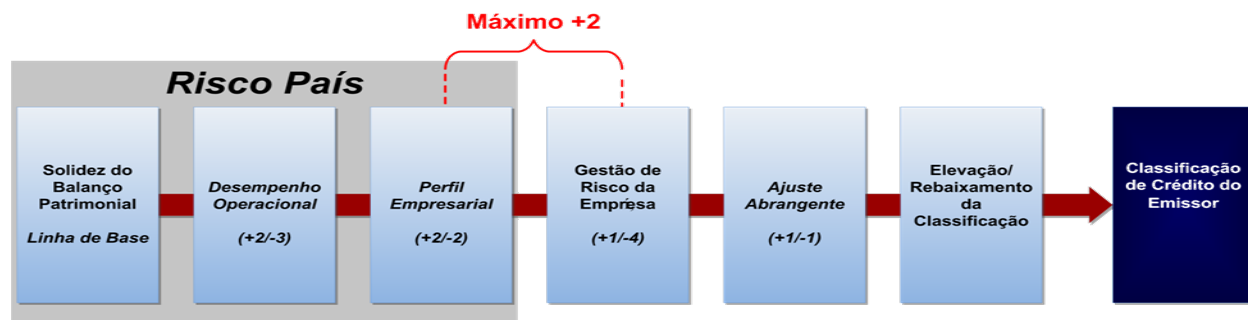 Máximo +2
Risco País
Solidez do
Balanço
Patrimonial
Linha de Base
Desempenho
Operacional
(+2/-3)
Perfil
Empresarial
(+2/-2)
Gestão de
Risco da
Empresa
(+1/-4)
Ajuste
Abrangente
(+1/-1)
Elevação/
Rebaixamento
da
Classificação
Classificação
de Crédito do
Emissor